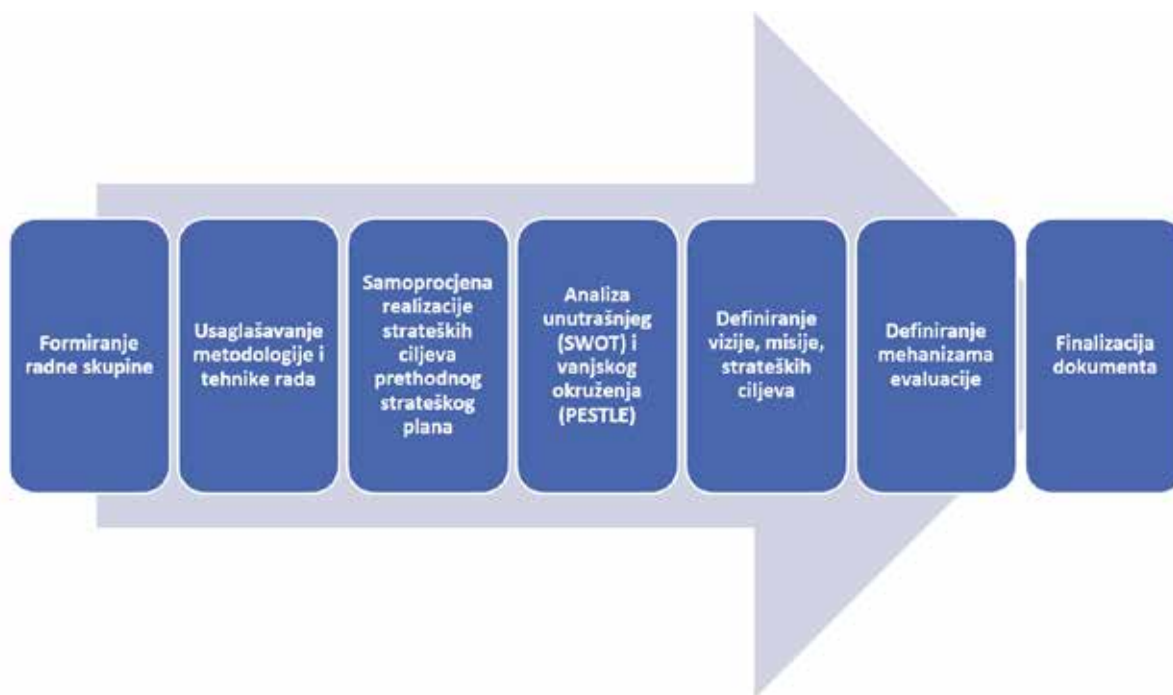 Formiranje
radne skupine
Usaglašavanje
metodologije i
tehnike rada
Samoprocjena
realizacije
strateških
ciljeva
prethodnog
strateškog
plana
Analiza
unutrašnjeg
(SWOT) i
vanjskog
okruženja
(PESTLE)
Definiranje
vizije, misije,
strateških
ciljeva
Definiranje
mehanizama
evaluacije
Finalizacija
dokumenta